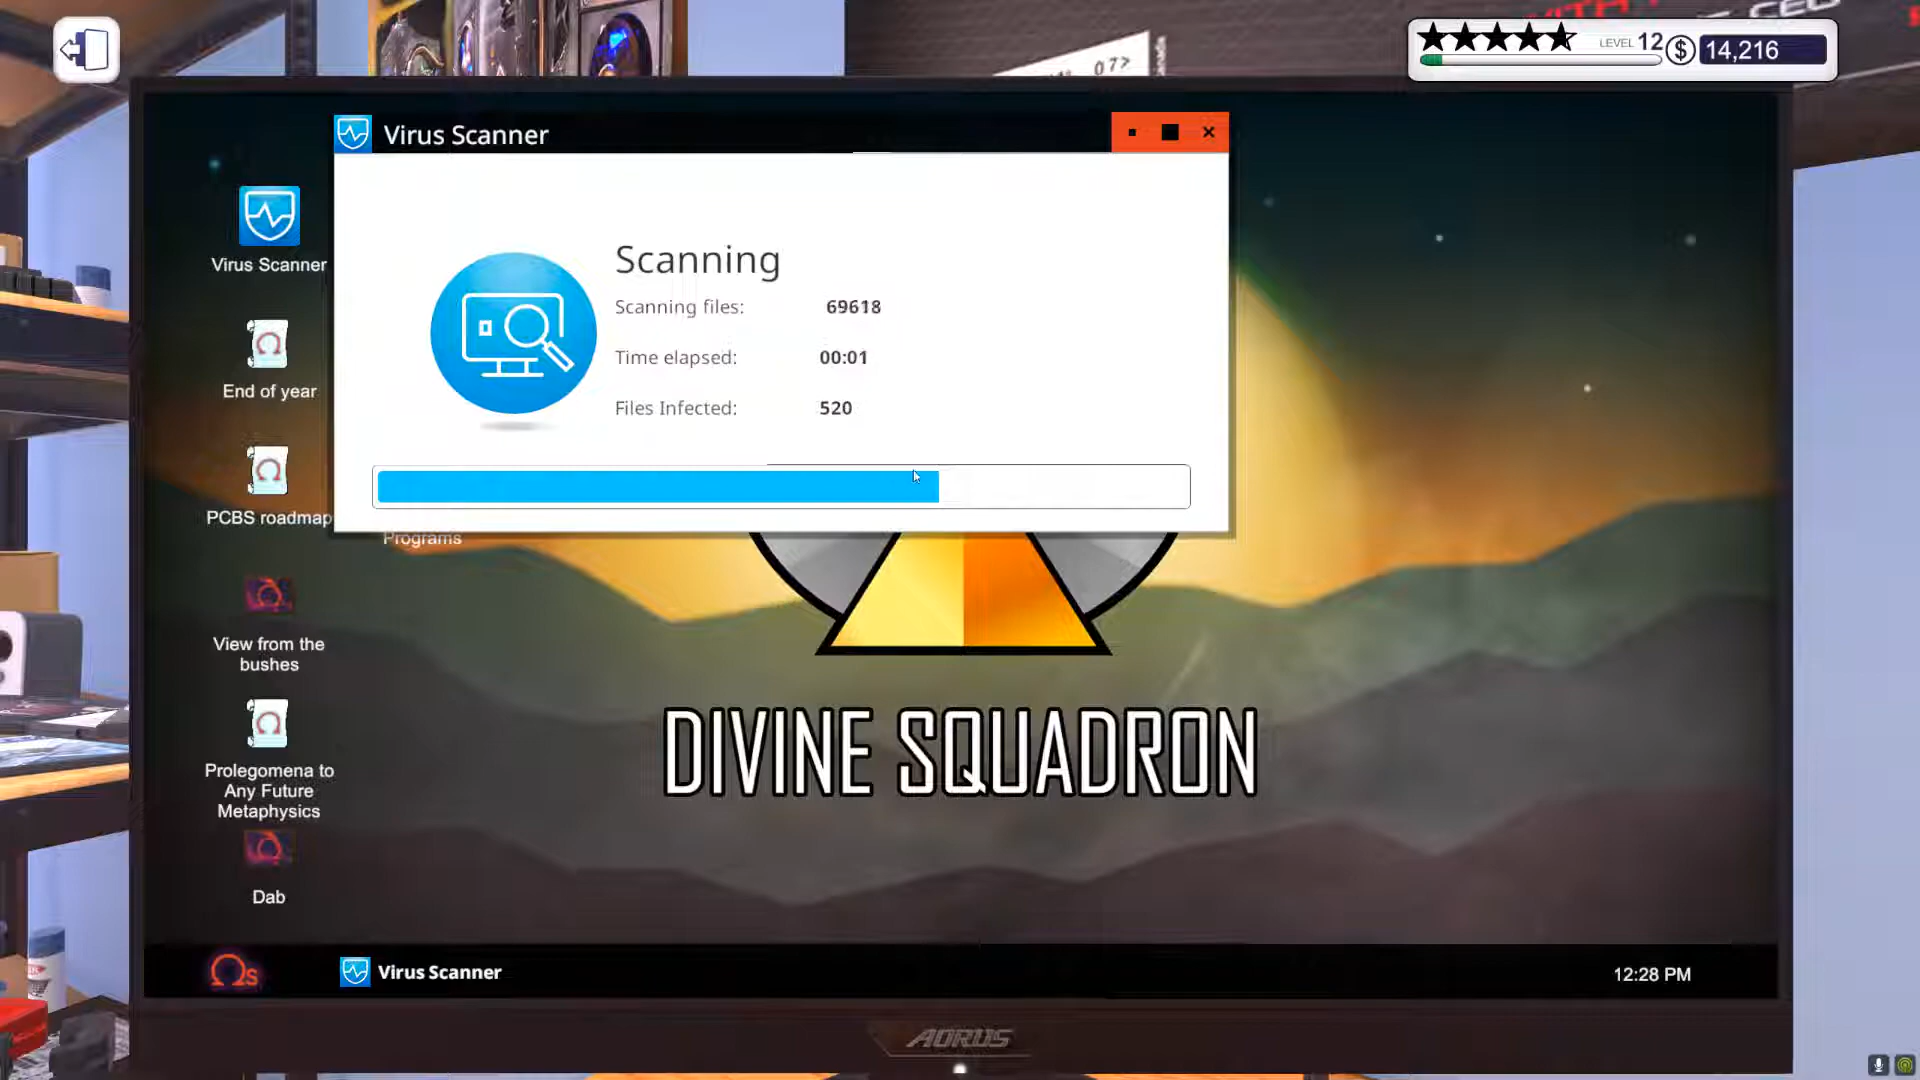 LEVEL 12
$ 14,216
07>
Virus Scanner
Scanning
Scanning files: 69618
Time elapsed: 00:01
Files Infected: 520
Virus Scanner
End of year
PCBS roadmap
Programs
View from the
bushes
Prolegomena to
Any Future
Metaphysics
Dab
DIVINE SQUADRON
Ωs
Virus Scanner
12:28 PM
AORUS